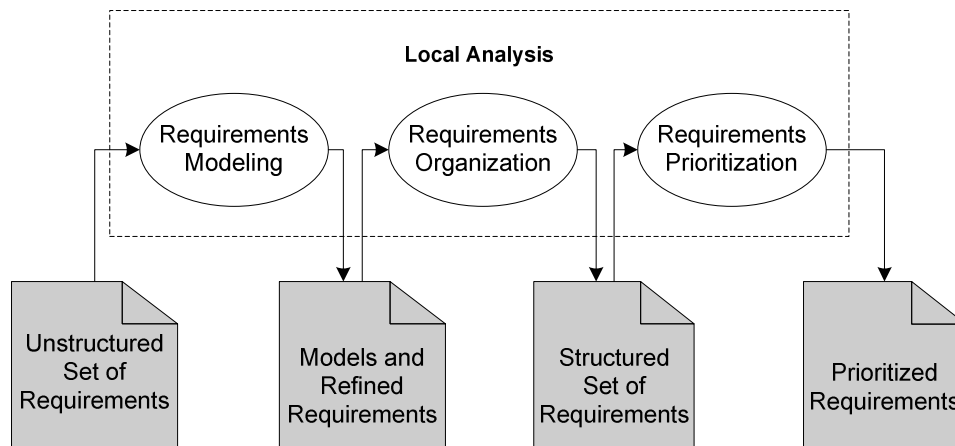 Local Analysis
Requirements
Modeling
Requirements
Organization
Requirements
Prioritization
Unstructured
Set of
Requirements
Models and
Refined
Requirements
Structured
Set of
Requirements
Prioritized
Requirements